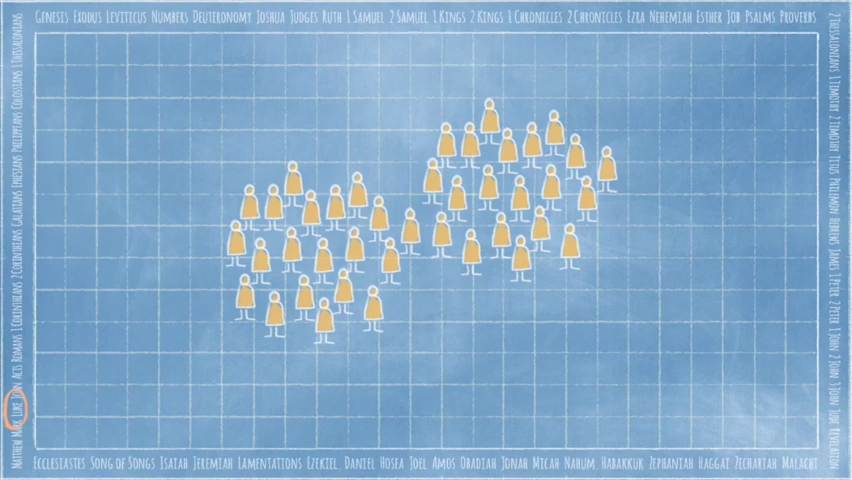 Genesis Exodus Leviticus Numbers Deuteronomy Joshua Judges Ruth 1 Samuel 2 Samuel 1 Kings 2 Kings 1 Chronicles 2 Chronicles Ezra Nehemiah Esther Job Psalms Proverbs
Ecclesiastes Song of Songs Isaiah Jeremiah Lamentations Ezekiel Daniel Hosea Joel Amos Obadiah Jonah Micah Nahum Habakkuk Zephaniah Haggai Zechariah Malachi
Matthew Mark Luke John Acts Romans 1 Corinthians 2 Corinthians Galatians Ephesians Philippians Colossians 1 Thessalonians
2 Thessalonians 1 Timothy 2 Timothy Titus Philemon Hebrews James 1 Peter 2 Peter 1 John 2 John 3 John Jude Revelation